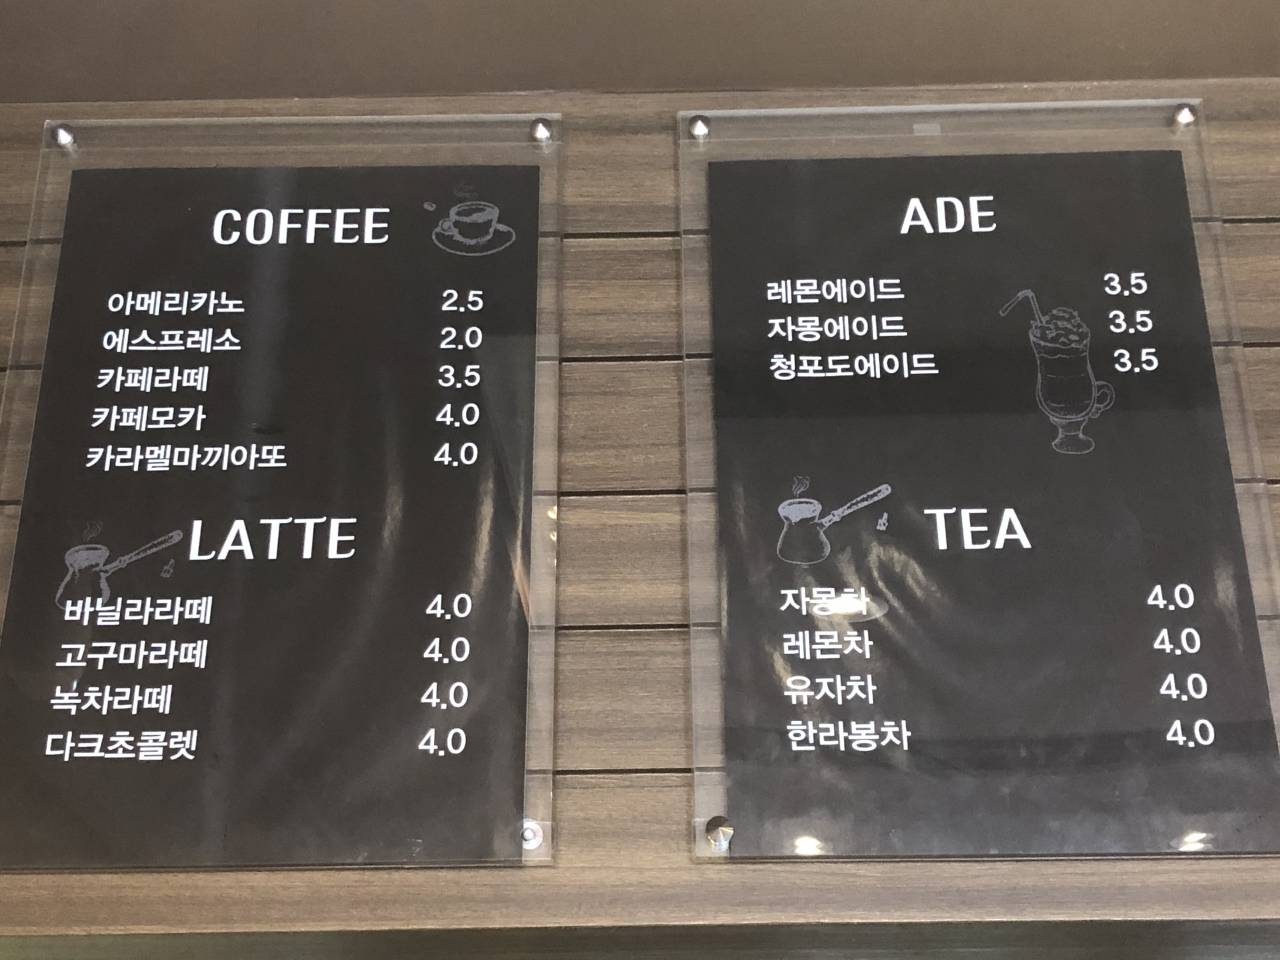 COFFEE
아메리카노 2.5
에스프레소 2.0
카페라떼 3.5
카페모카 4.0
카라멜마끼아또 4.0
LATTE
바닐라라떼 4.0
고구마라떼 4.0
녹차라떼 4.0
다크초콜렛 4.0
ADE
레몬에이드 3.5
자몽에이드 3.5
청포도에이드 3.5
TEA
자몽차 4.0
레몬차 4.0
유자차 4.0
한라봉차 4.0